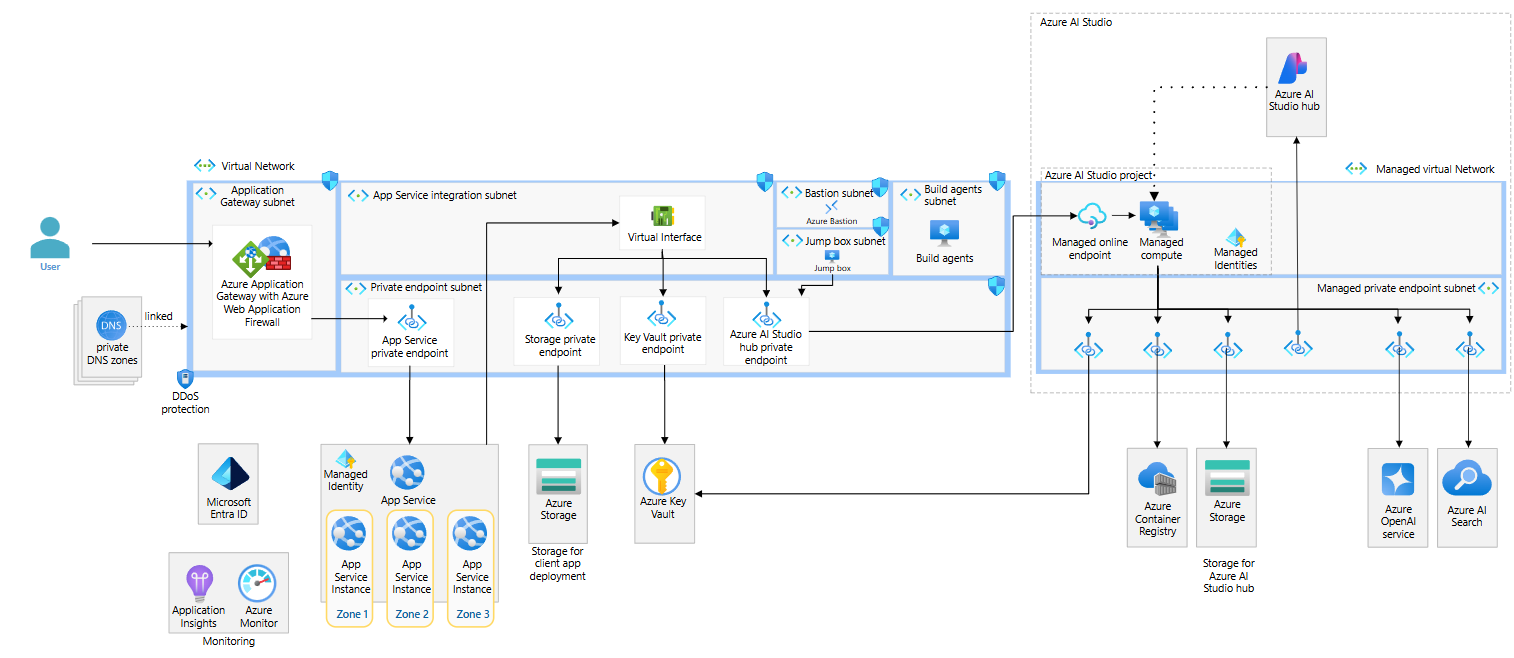 Azure AI Studio
Azure AI
Studio hub
Virtual Network
Managed virtual Network
Application
Gateway subnet
App Service integration subnet
Bastion subnet
Azure Bastion
Build agents
subnet
Build agents
Jump box subnet
Jump box
Virtual Interface
Azure AI Studio project
Managed online
endpoint
Managed
compute
Managed
Identities
User
Azure Application
Gateway with Azure
Web Application
Firewall
Private endpoint subnet
Managed private endpoint subnet
DNS
private
DNS zones
linked
App Service
private endpoint
Storage private
endpoint
Key Vault private
endpoint
Azure AI Studio
hub private
endpoint
DDoS
protection
Microsoft
Entra ID
Managed
Identity
App Service
App
Service
Instance
Zone 1
App
Service
Instance
Zone 2
App
Service
Instance
Zone 3
Azure
Storage
Storage for
client app
deployment
Azure Key
Vault
Azure
Container
Registry
Azure
Storage
Storage for
Azure AI
Studio hub
Azure
OpenAI
service
Azure AI
Search
Application
Insights
Azure
Monitor
Monitoring